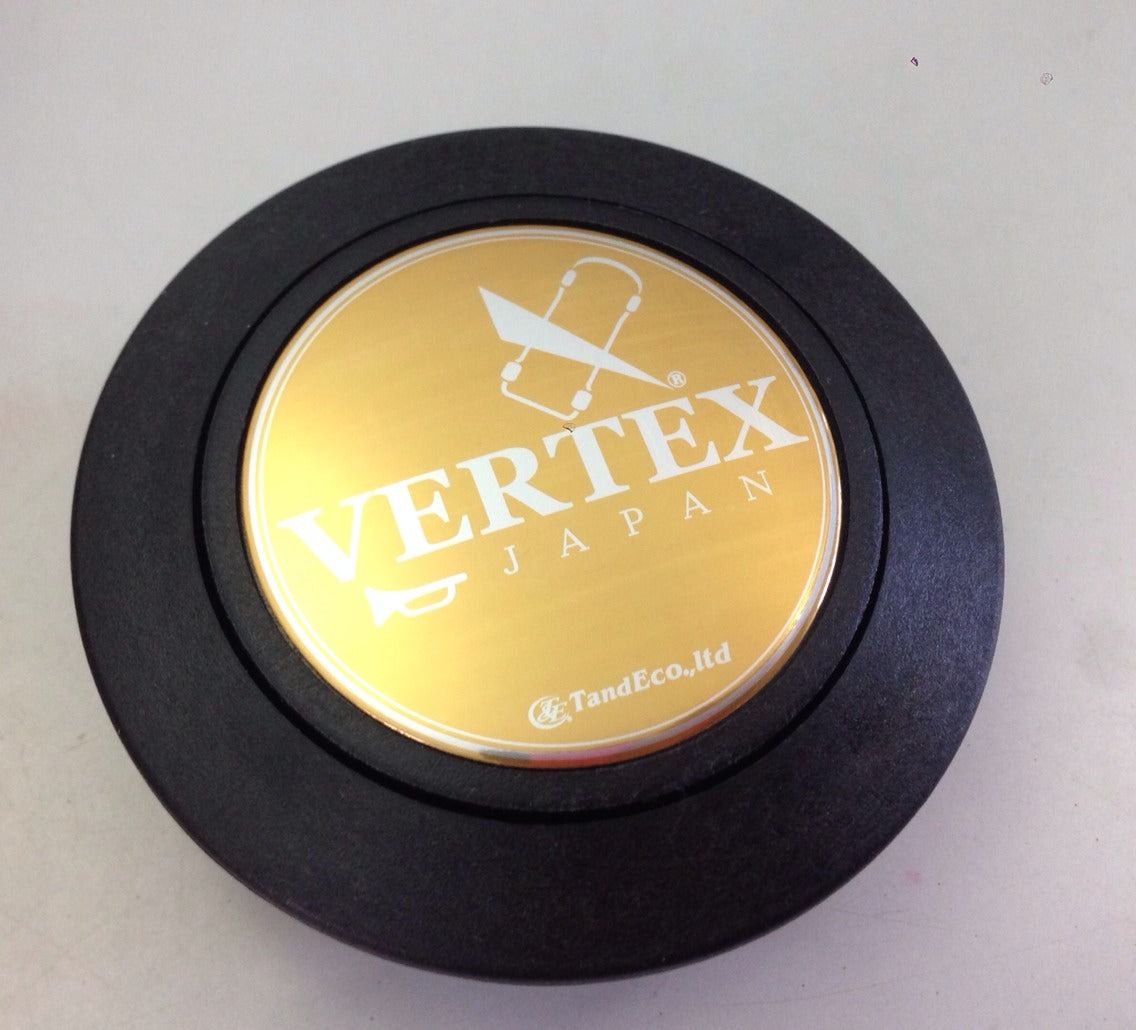 ®
VERTEX
JAPAN
T&E TandEco.,ltd